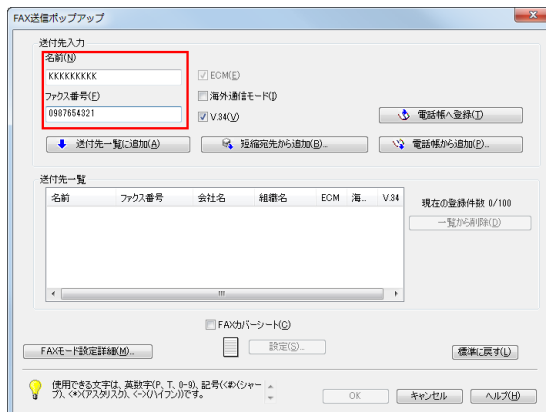 FAX送信ポップアップ
送付先入力
名前(N)
KKKKKKKKK
ECM(E)
ファクス番号(F)
海外通信モード(I)
0987654321
V.34(V)
電話帳へ登録(T)
送付先一覧に追加(A)
短縮宛先から追加(B)...
電話帳から追加(P)...
送付先一覧
名前 ファクス番号 会社名 組織名 ECM 海... V.34
現在の登録件数 0/100
一覧から削除(D)
FAXカバーシート(C)
FAXモード設定詳細(M)...
設定(S)...
標準に戻す(L)
使用できる文字は、英数字(P、T、0-9)、記号(<#>(シャー
プ)、<*>(アスタリスク)、<->(ハイフン))です。
OK
キャンセル
ヘルプ(H)